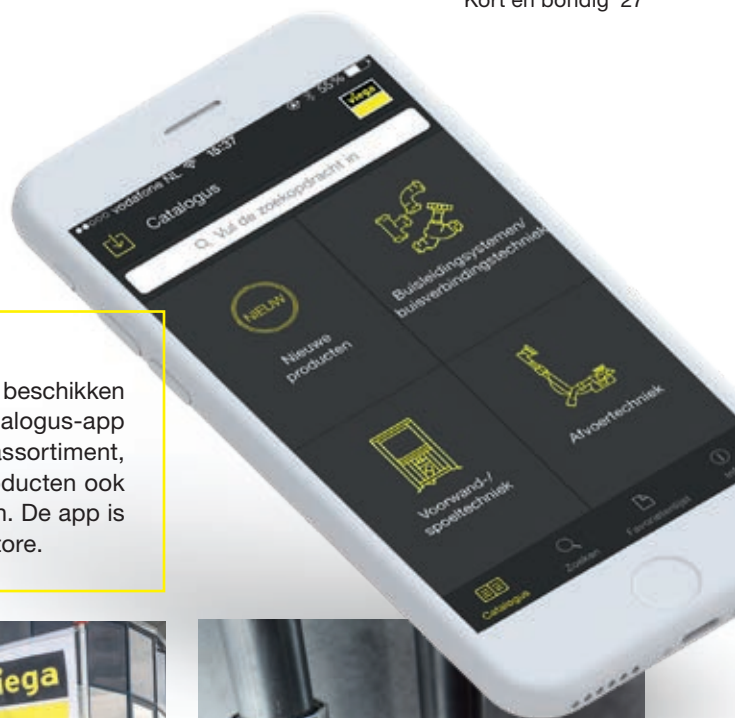 Kort en bondig 27
●●○○○ vodafone NL 15:37 55%
viega
Catalogus
Vul de zoekopdracht in
NIEUW
Nieuwe
producten
Buisleidingsystemen/
buisverbindingstechniek
Voorwand-/
spoeltechniek
Afvoertechniek
Catalogus
Zoeken
Favorietenlijst
beschikken
alogus-app
assortiment,
ducten ook
n. De app is
tore.
iega